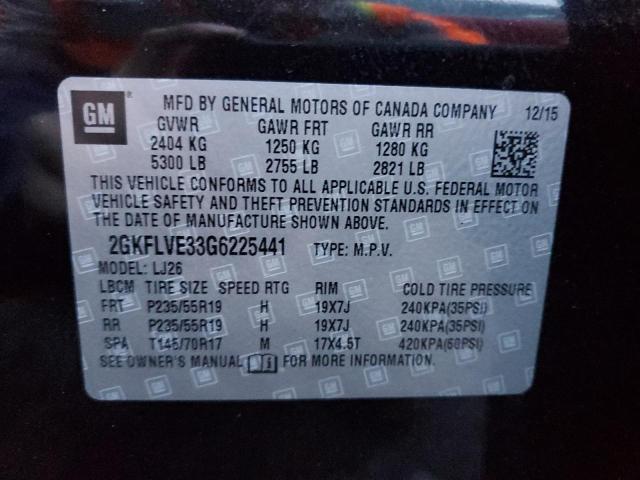 GM
MFD BY GENERAL MOTORS OF CANADA COMPANY 12/15
GVWR GAWR FRT GAWR RR
2404 KG 1250 KG 1280 KG
5300 LB 2755 LB 2821 LB
THIS VEHICLE CONFORMS TO ALL APPLICABLE U.S. FEDERAL MOTOR
VEHICLE SAFETY AND THEFT PREVENTION STANDARDS IN EFFECT ON
THE DATE OF MANUFACTURE SHOWN ABOVE.
2GKFLVE33G6225441 TYPE: M.P.V.
MODEL: LJ26
LBCM TIRE SIZE SPEED RTG RIM COLD TIRE PRESSURE
FRT P235/55R19 H 19X7J 240KPA(35PSI)
RR P235/55R19 H 19X7J 240KPA(35PSI)
SPA T145/70R17 M 17X4.5T 420KPA(60PSI)
SEE OWNER'S MANUAL FOR MORE INFORMATION.